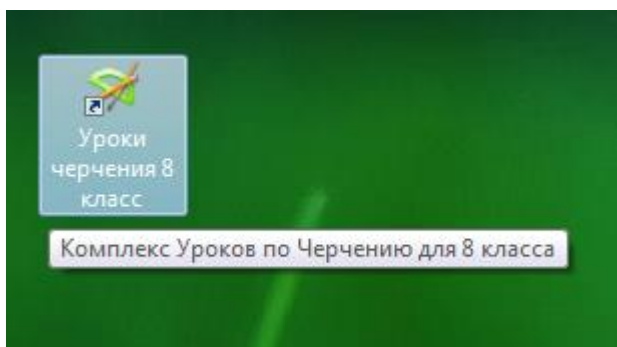 Уроки
черчения 8
класс
Комплекс Уроков по Черчению для 8 класса